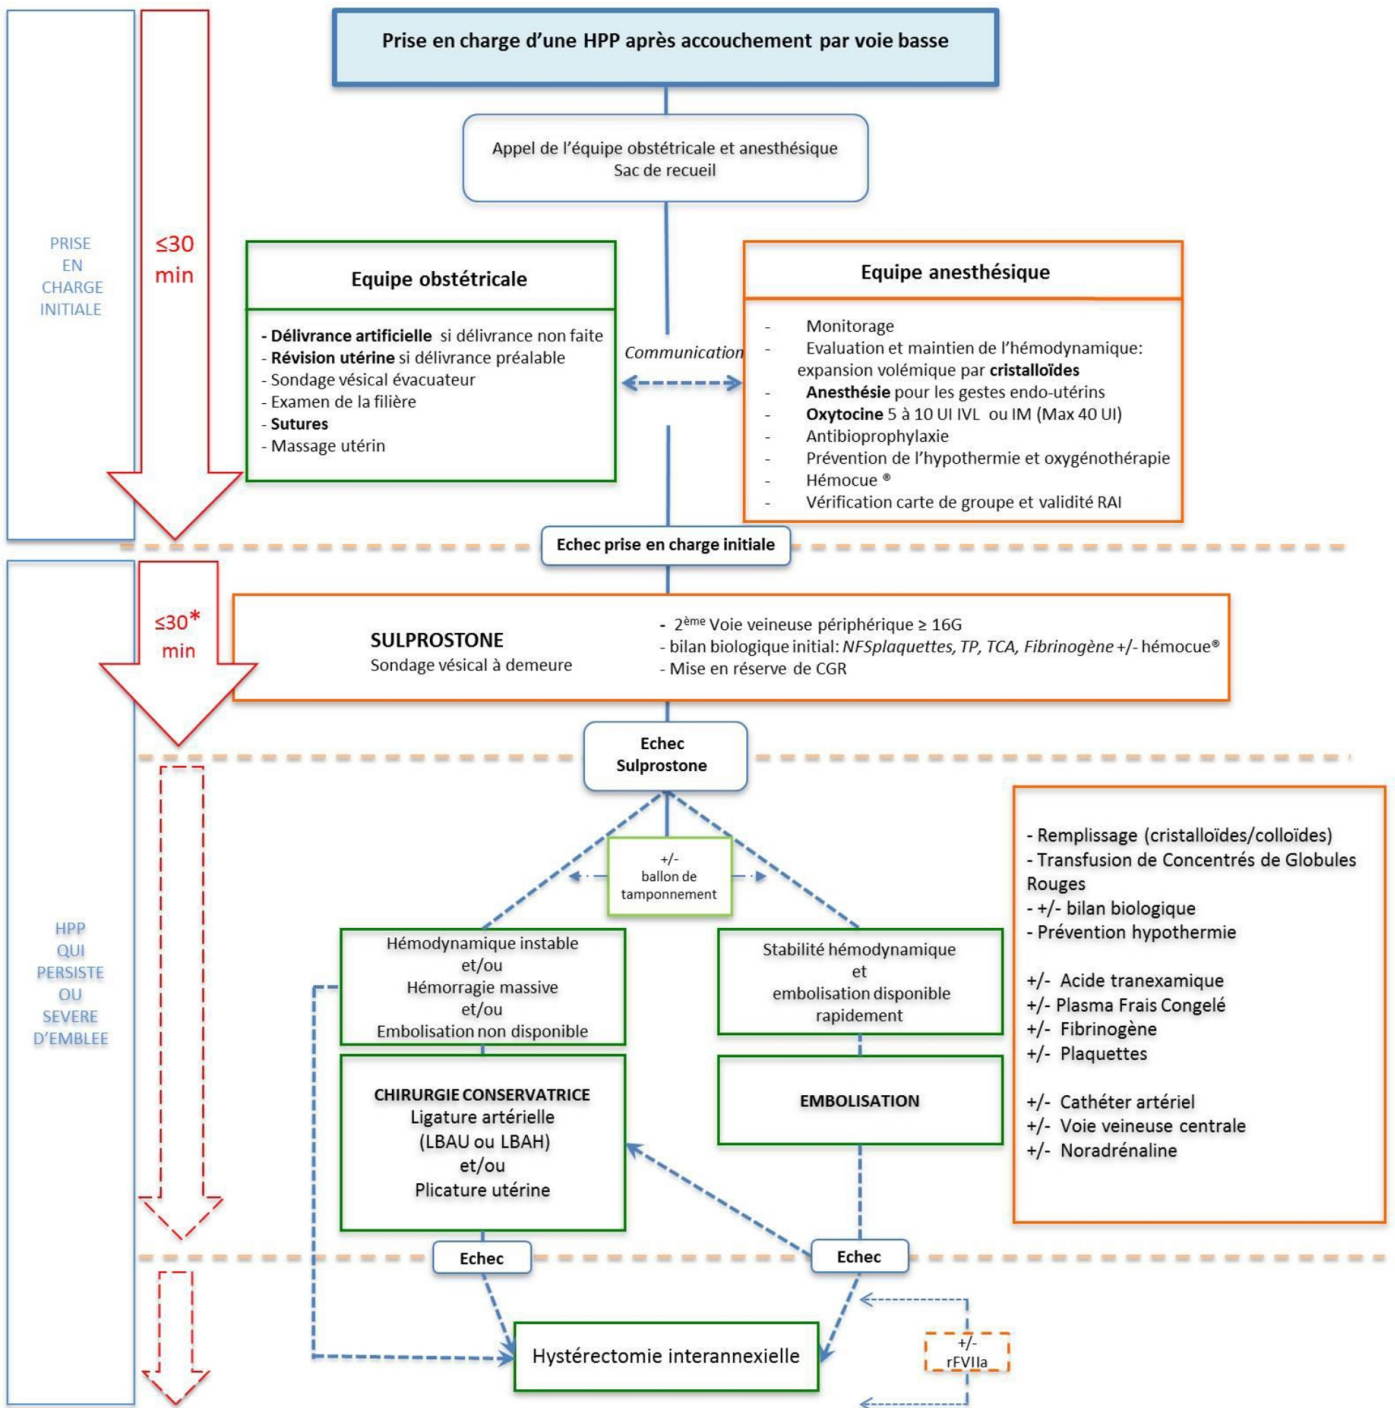 Prise en charge d'une HPP après accouchement par voie basse
Appel de l'équipe obstétricale et anesthésique
Sac de recueil
PRISE
EN
CHARGE
INITIALE
≤30
min
Equipe obstétricale
- Délivrance artificielle si délivrance non faite
- Révision utérine si délivrance préalable
- Sondage vésical évacuateur
- Examen de la filière
- Sutures
- Massage utérin
Communication
Equipe anesthésique
- Monitorage
- Evaluation et maintien de l'hémodynamique:
expansion volémique par cristalloïdes
- Anesthésie pour les gestes endo-utérins
- Oxytocine 5 à 10 UI IVL ou IM (Max 40 UI)
- Antibioprophylaxie
- Prévention de l'hypothermie et oxygénothérapie
- Hémocue ®
- Vérification carte de groupe et validité RAI
Echec prise en charge initiale
≤30*
min
SULPROSTONE
Sondage vésical à demeure
- 2ème Voie veineuse périphérique ≥ 16G
- bilan biologique initial: NFSplaquettes, TP, TCA, Fibrinogène +/- hémocue®
- Mise en réserve de CGR
Echec
Sulprostone
+/-
ballon de
tamponnement
HPP
QUI
PERSISTE
OU
SEVERE
D'EMBLEE
Hémodynamique instable
et/ou
Hémorragie massive
et/ou
Embolisation non disponible
Stabilité hémodynamique
et
embolisation disponible
rapidement
CHIRURGIE CONSERVATRICE
Ligature artérielle
(LBAU ou LBAH)
et/ou
Plicature utérine
EMBOLISATION
- Remplissage (cristalloïdes/colloïdes)
- Transfusion de Concentrés de Globules
Rouges
- +/- bilan biologique
- Prévention hypothermie
+/- Acide tranexamique
+/- Plasma Frais Congelé
+/- Fibrinogène
+/- Plaquettes
+/- Cathéter artériel
+/- Voie veineuse centrale
+/- Noradrénaline
Echec
Echec
Hystérectomie interannexielle
+/-
rFVIIa